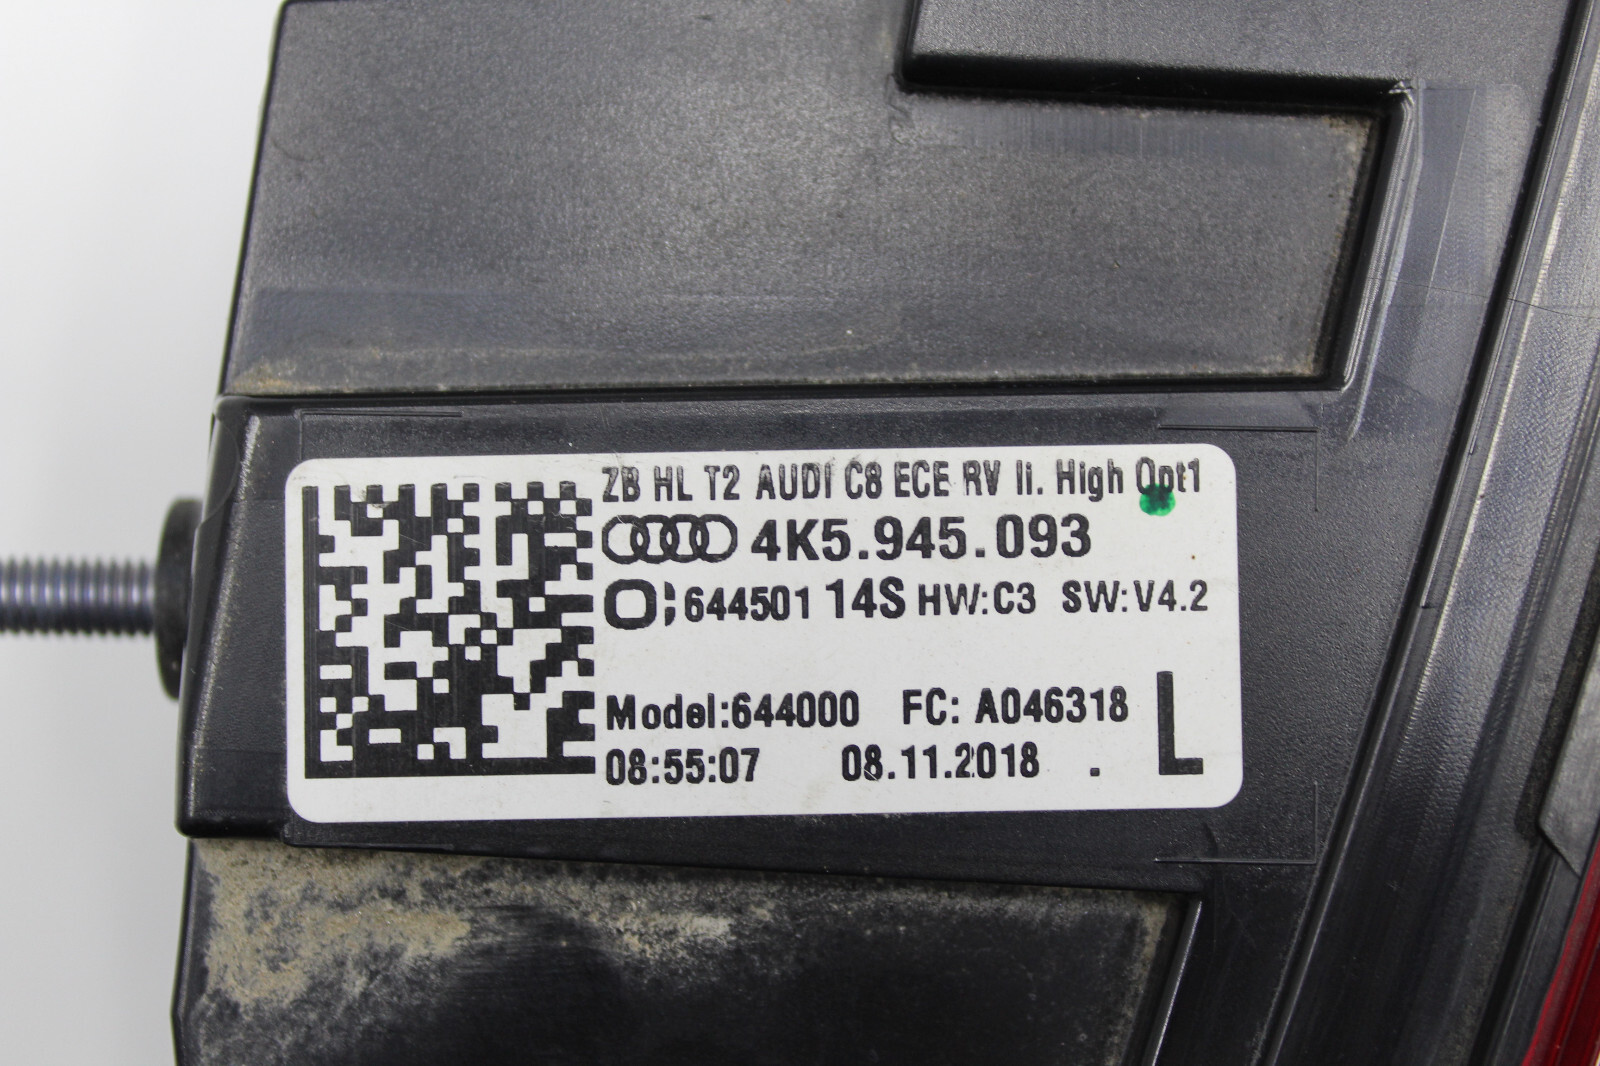 ZB HL T2 AUDI C8 ECE RV li. High Opt1
4K5.945.093
644501 14S HW:C3 SW:V4.2
Model:644000 FC: A046318
08:55:07 08.11.2018 . L